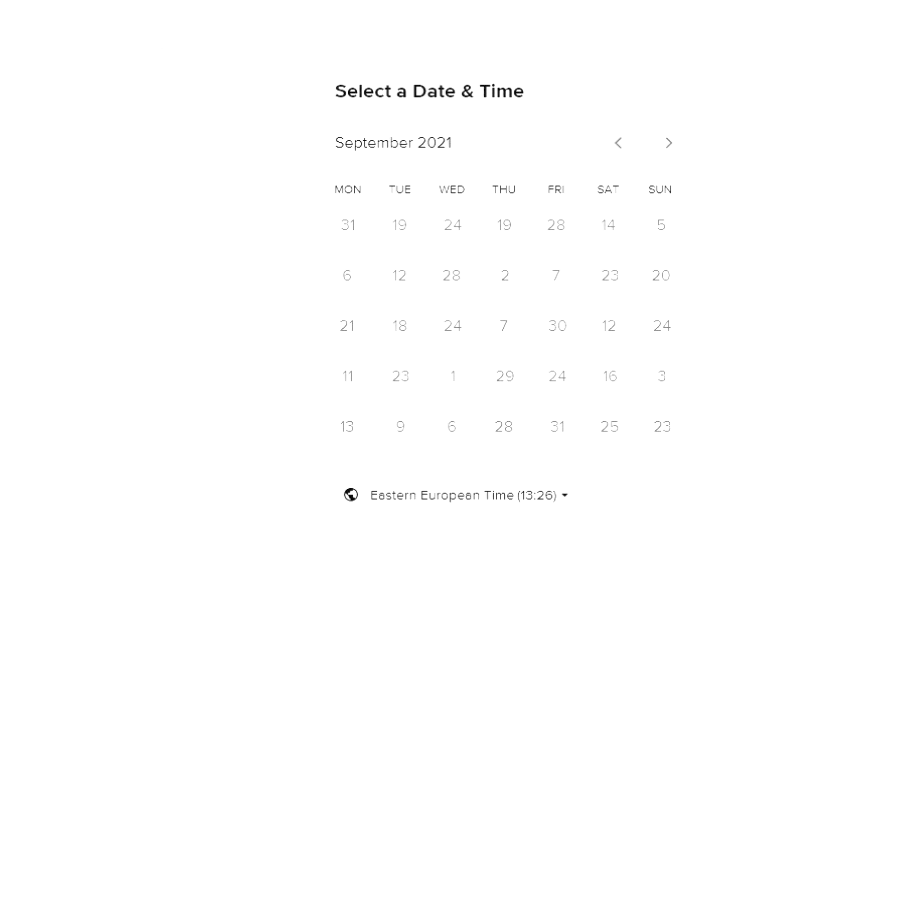 Select a Date & Time
September 2021
MON TUE WED THU FRI SAT SUN
31 19 24 19 28 14 5
6 12 28 2 7 23 20
21 18 24 7 30 12 24
11 23 1 29 24 16 3
13 9 6 28 31 25 23
Eastern European Time (13:26)